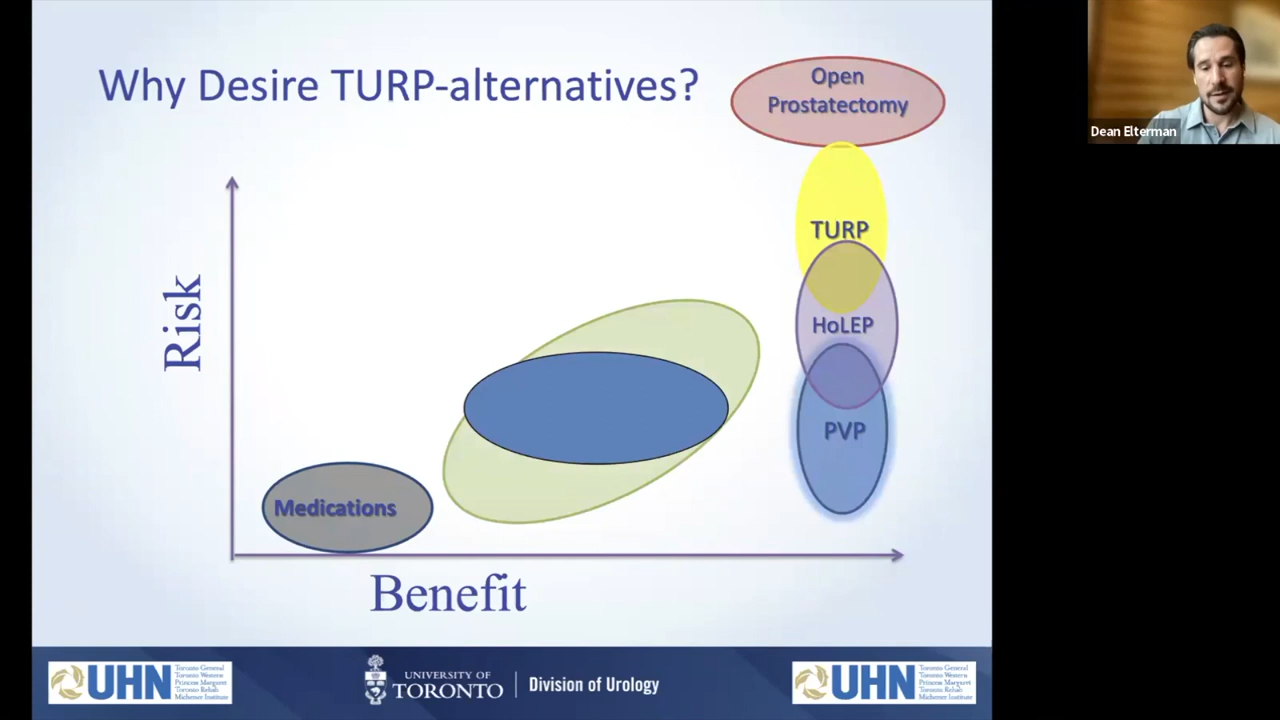 Why Desire TURP-alternatives?
Open
Prostatectomy
Dean Elterman
TURP
HoLEP
PVP
Risk
Medications
Benefit
UHN
Toronto General
Toronto Western
Princess Margaret
Toronto Rehab
Michener Institute
UNIVERSITY OF
TORONTO
Division of Urology
UHN
Toronto General
Toronto Western
Princess Margaret
Toronto Rehab
Michener Institute